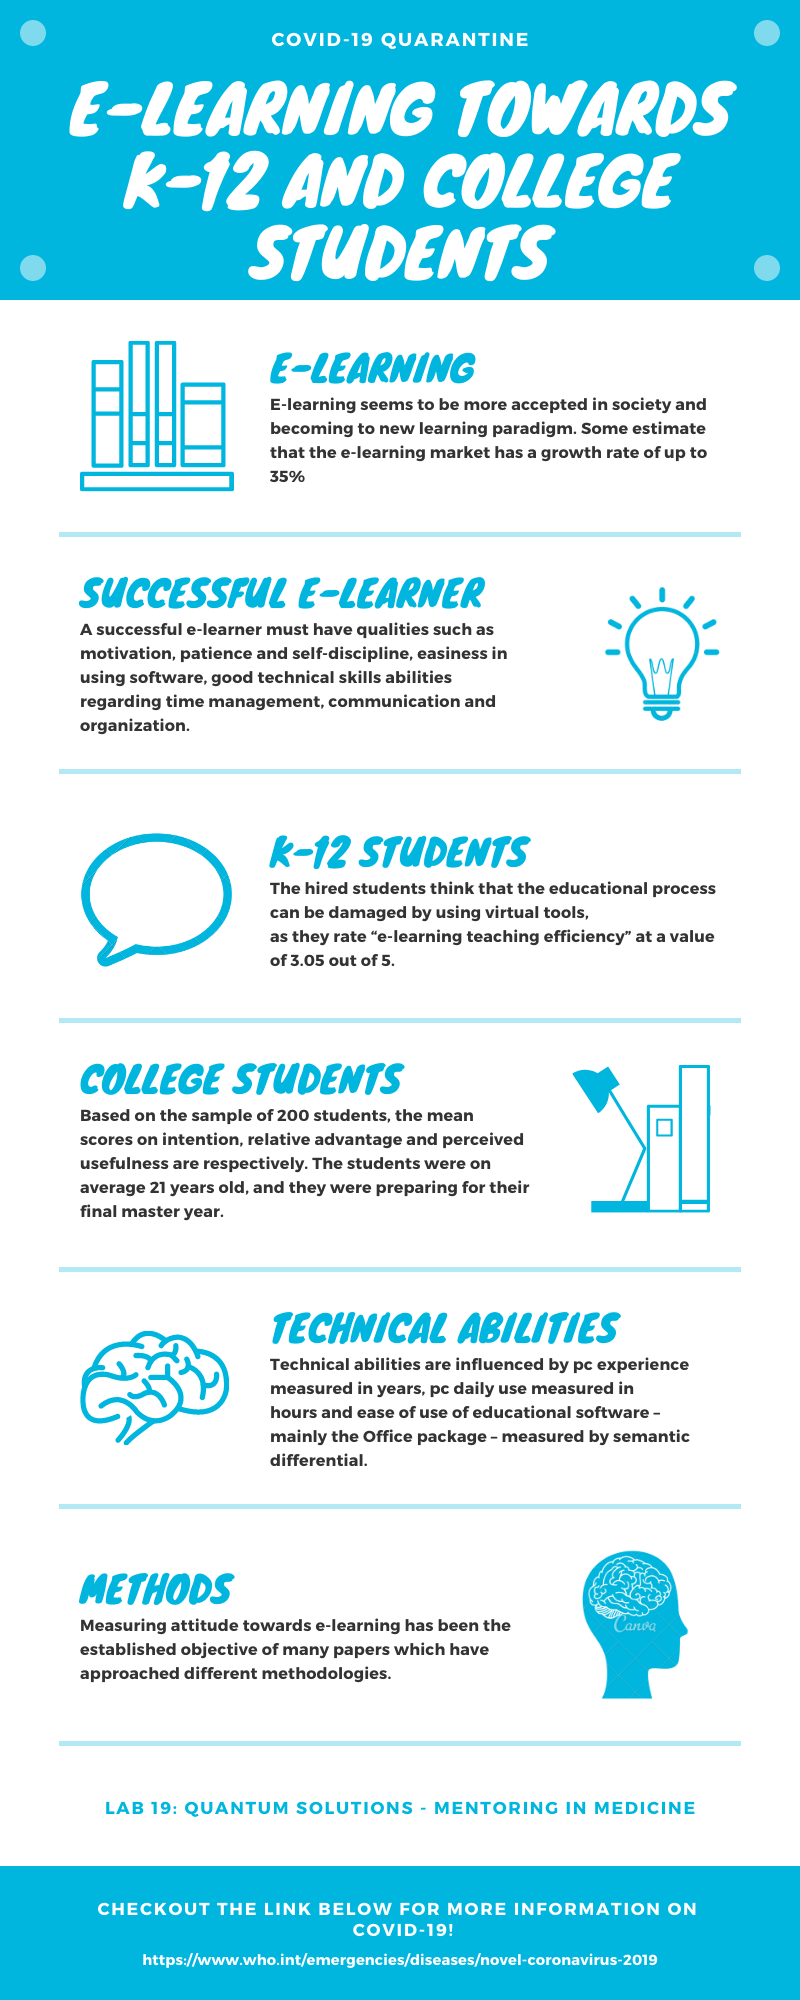 COVID-19 QUARANTINE
E-LEARNING TOWARDS
K-12 AND COLLEGE
STUDENTS
E-LEARNING
E-learning seems to be more accepted in society and
becoming to new learning paradigm. Some estimate
that the e-learning market has a growth rate of up to
35%
SUCCESSFUL E-LEARNER
A successful e-learner must have qualities such as
motivation, patience and self-discipline, easiness in
using software, good technical skills abilities
regarding time management, communication and
organization.
K-12 STUDENTS
The hired students think that the educational process
can be damaged by using virtual tools,
as they rate “e-learning teaching efficiency” at a value
of 3.05 out of 5.
COLLEGE STUDENTS
Based on the sample of 200 students, the mean
scores on intention, relative advantage and perceived
usefulness are respectively. The students were on
average 21 years old, and they were preparing for their
final master year.
TECHNICAL ABILITIES
Technical abilities are influenced by pc experience
measured in years, pc daily use measured in
hours and ease of use of educational software –
mainly the Office package – measured by semantic
differential.
METHODS
Measuring attitude towards e-learning has been the
established objective of many papers which have
approached different methodologies.
Canva
LAB 19: QUANTUM SOLUTIONS - MENTORING IN MEDICINE
CHECKOUT THE LINK BELOW FOR MORE INFORMATION ON
COVID-19!
https://www.who.int/emergencies/diseases/novel-coronavirus-2019